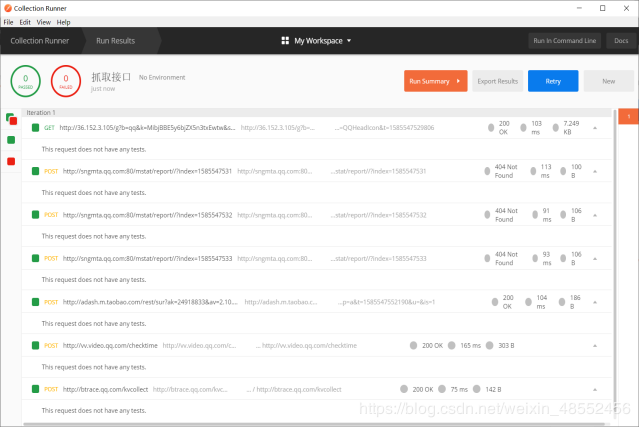 Collection Runner
File Edit View Help
Collection Runner Run Results My Workspace Run In Command Line Docs
0 PASSED 0 FAILED 抓取接口 No Environment
just now
Run Summary Export Results Retry New
Iteration 1
1
GET http://36.152.3.105/g?b=qq&k=MibjBBE5y6bjZX5n3txEwtw&s... http://36.152.3.105/g?b=... ...=QQHeadIcon&t=1585547529806 200 OK 103 ms 7.249 KB
This request does not have any tests.
POST http://sngmta.qq.com:80/mstat/report//?index=1585547531 http://sngmta.qq.com:80... ...stat/report//?index=1585547531 404 Not Found 113 ms 100 B
This request does not have any tests.
POST http://sngmta.qq.com:80/mstat/report//?index=1585547532 http://sngmta.qq.com:80... ...stat/report//?index=1585547532 404 Not Found 91 ms 106 B
This request does not have any tests.
POST http://sngmta.qq.com:80/mstat/report//?index=1585547533 http://sngmta.qq.com:80... ...stat/report//?index=1585547533 404 Not Found 93 ms 106 B
This request does not have any tests.
POST http://adash.m.taobao.com/rest/sur?ak=24918833&av=2.10.... http://adash.m.taobao.c... ...p=a&t=1585547552190&u=&is=1 200 OK 104 ms 186 B
This request does not have any tests.
POST http://vv.video.qq.com/checktime http://vv.video.qq.com/c... ... http://vv.video.qq.com/checktime 200 OK 165 ms 303 B
This request does not have any tests.
POST http://btrace.qq.com/kvcollect http://btrace.qq.com/kvc... ... / http://btrace.qq.com/kvcollect 200 OK 75 ms 142 B
This request does not have any tests.
https://blog.csdn.net/weixin_48552456